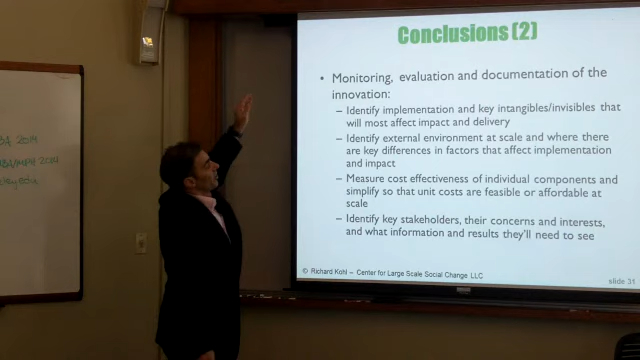 Conclusions (2)
• Monitoring, evaluation and documentation of the
innovation:
– Identify implementation and key intangibles/invisibles that
will most affect impact and delivery
– Identify external environment at scale and where there
are key differences in factors that affect implementation
and impact
– Measure cost effectiveness of individual components and
simplify so that unit costs are feasible or affordable at
scale
– Identify key stakeholders, their concerns and interests,
and what information and results they'll need to see
© Richard Kohl – Center for Large Scale Social Change LLC
slide 31
2014
2014